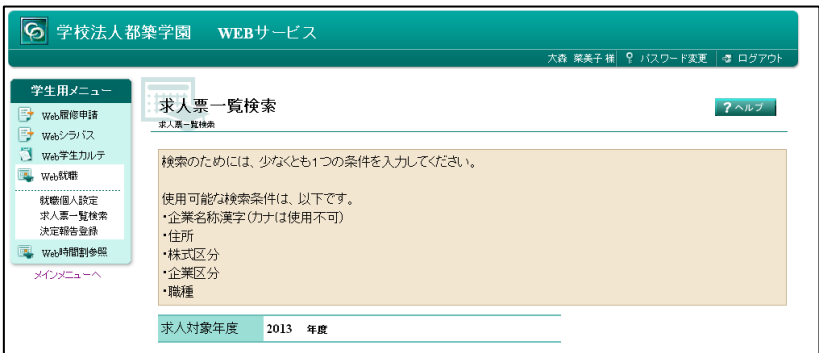 学校法人都築学園 WEBサービス
大森 菜美子 様 パスワード変更 ログアウト
学生用メニュー
Web履修申請
Webシラバス
Web学生カルテ
Web就職
就職個人設定
求人票一覧検索
決定報告登録
Web時間割参照
メインメニューへ
求人票一覧検索
求人票一覧検索
?ヘルプ
検索のためには、少なくとも1つの条件を入力してください。
使用可能な検索条件は、以下です。
・企業名称漢字(カナは使用不可)
・住所
・株式区分
・企業区分
・職種
求人対象年度 2013 年度